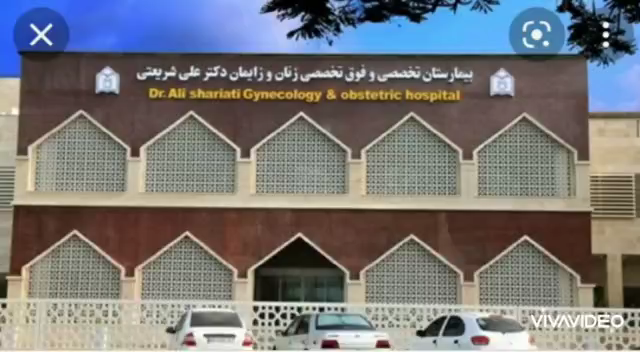 بیمارستان تخصصی و فوق تخصصی زنان و زایمان دکتر علی شریعتی
Dr. Ali shariati Gynecology & obstetric hospital
VIVAVIDEO